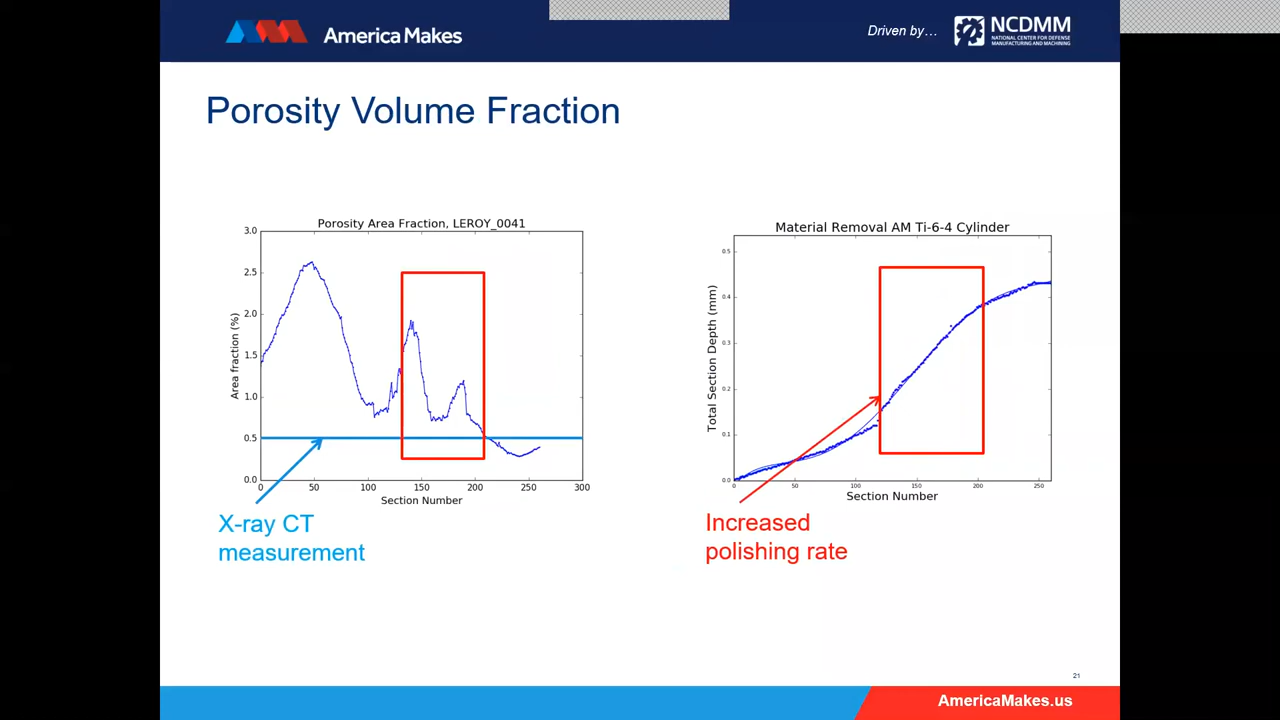 America Makes
Driven by…
NCDMM
NATIONAL CENTER FOR DEFENSE
MANUFACTURING AND MACHINING
Porosity Volume Fraction
Porosity Area Fraction, LEROY_0041
3.0
2.5
2.0
1.5
1.0
0.5
0.0
Area fraction (%)
0 50 100 150 200 250 300
Section Number
X-ray CT
measurement
Material Removal AM Ti-6-4 Cylinder
0.5
0.4
0.3
0.2
0.1
0.0
Total Section Depth (mm)
0 50 100 150 200 250
Section Number
Increased
polishing rate
21
AmericaMakes.us